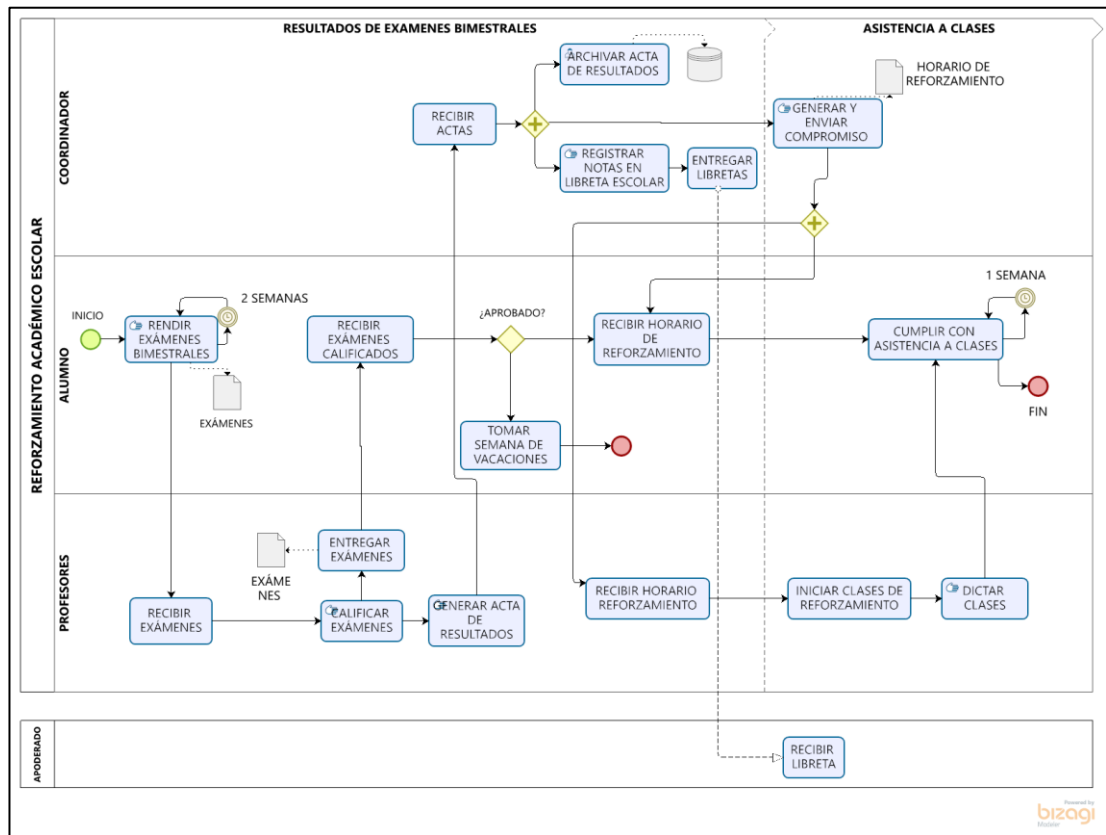 RESULTADOS DE EXAMENES BIMESTRALES
ASISTENCIA A CLASES
REFORZAMIENTO ACADÉMICO ESCOLAR
COORDINADOR
ARCHIVAR ACTA
DE RESULTADOS
HORARIO DE
REFORZAMIENTO
RECIBIR
ACTAS
GENERAR Y
ENVIAR
COMPROMISO
REGISTRAR
NOTAS EN
LIBRETA ESCOLAR
ENTREGAR
LIBRETAS
ALUMNO
INICIO
RENDIR
EXÁMENES
BIMESTRALES
2 SEMANAS
EXÁMENES
RECIBIR
EXÁMENES
CALIFICADOS
¿APROBADO?
RECIBIR HORARIO
DE
REFORZAMIENTO
TOMAR
SEMANA DE
VACACIONES
1 SEMANA
CUMPLIR CON
ASISTENCIA A CLASES
FIN
PROFESORES
ENTREGAR
EXÁMENES
EXÁME
NES
RECIBIR
EXÁMENES
CALIFICAR
EXÁMENES
GENERAR ACTA
DE
RESULTADOS
RECIBIR HORARIO
REFORZAMIENTO
INICIAR CLASES DE
REFORZAMIENTO
DICTAR
CLASES
APODERADO
RECIBIR
LIBRETA
Powered by
bizagi
Modeler